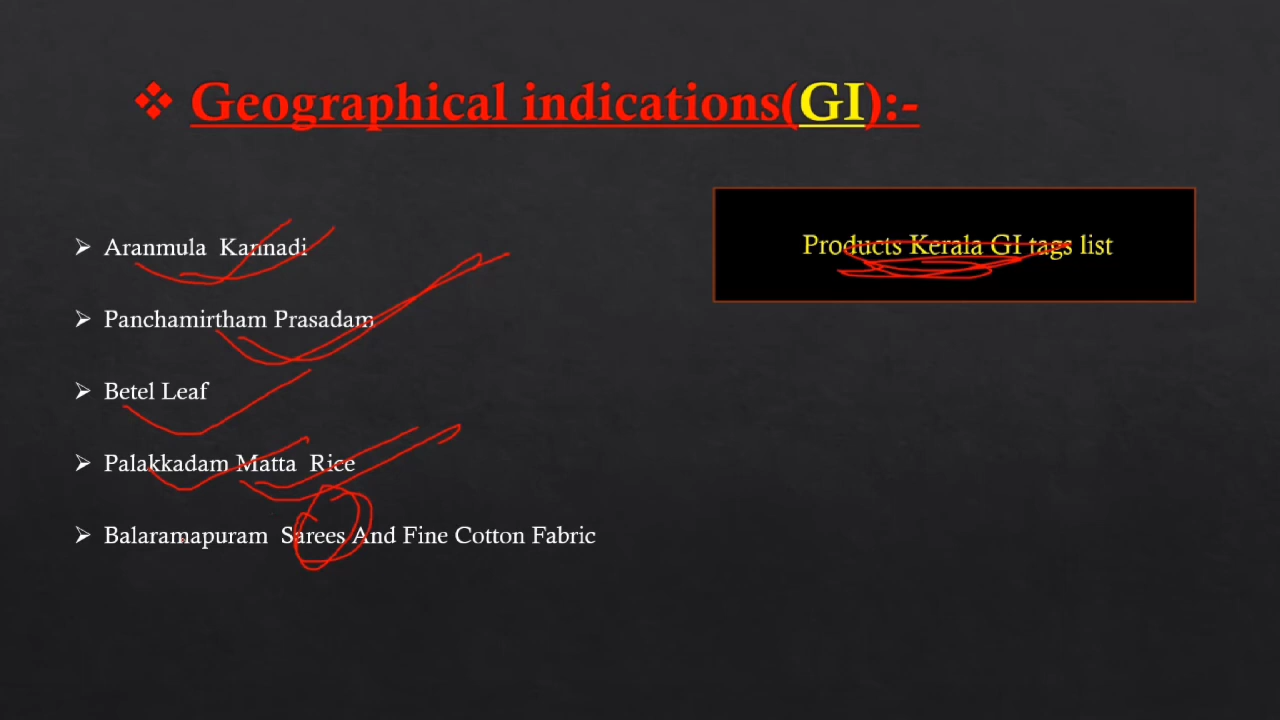 Geographical indications(GI):-
Aranmula Kannadi
Panchamirtham Prasadam
Betel Leaf
Palakkadam Matta Rice
Balaramapuram Sarees And Fine Cotton Fabric
Products Kerala GI tags list